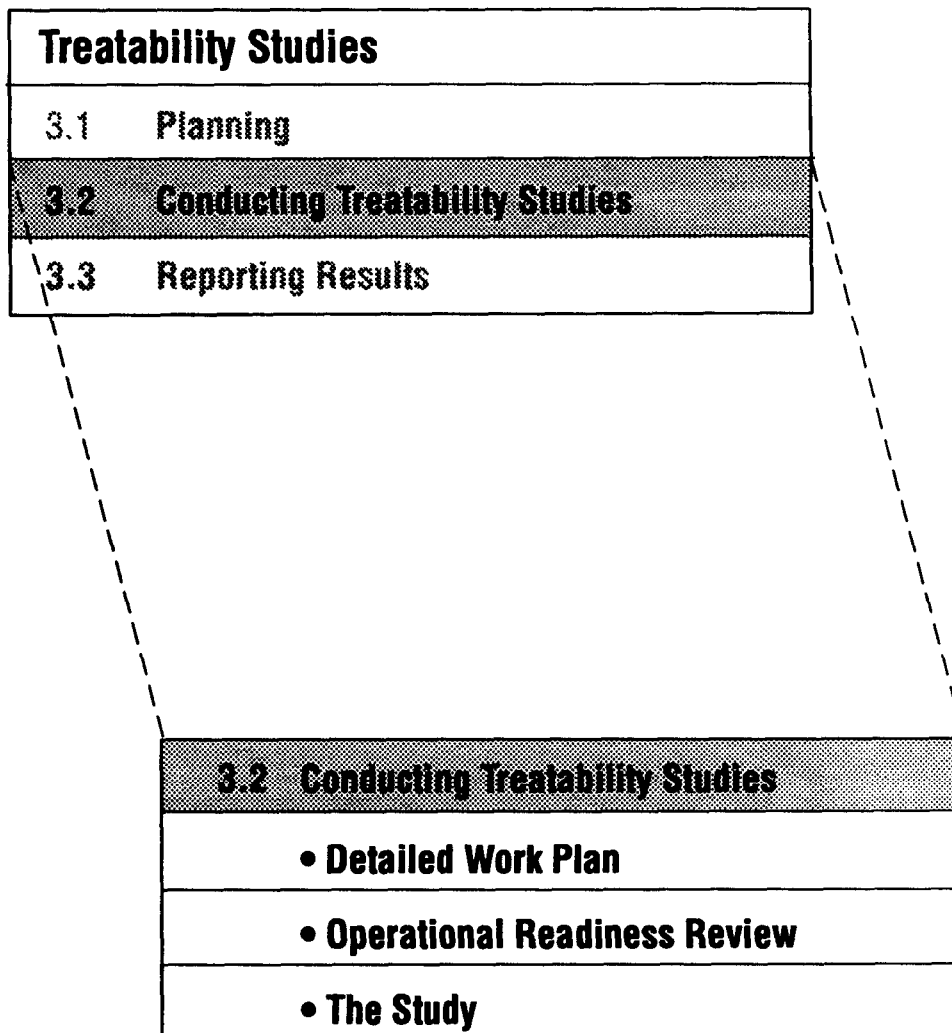 Treatability Studies
3.1 Planning
3.2 Conducting Treatability Studies
3.3 Reporting Results
3.2 Conducting Treatability Studies
• Detailed Work Plan
• Operational Readiness Review
• The Study